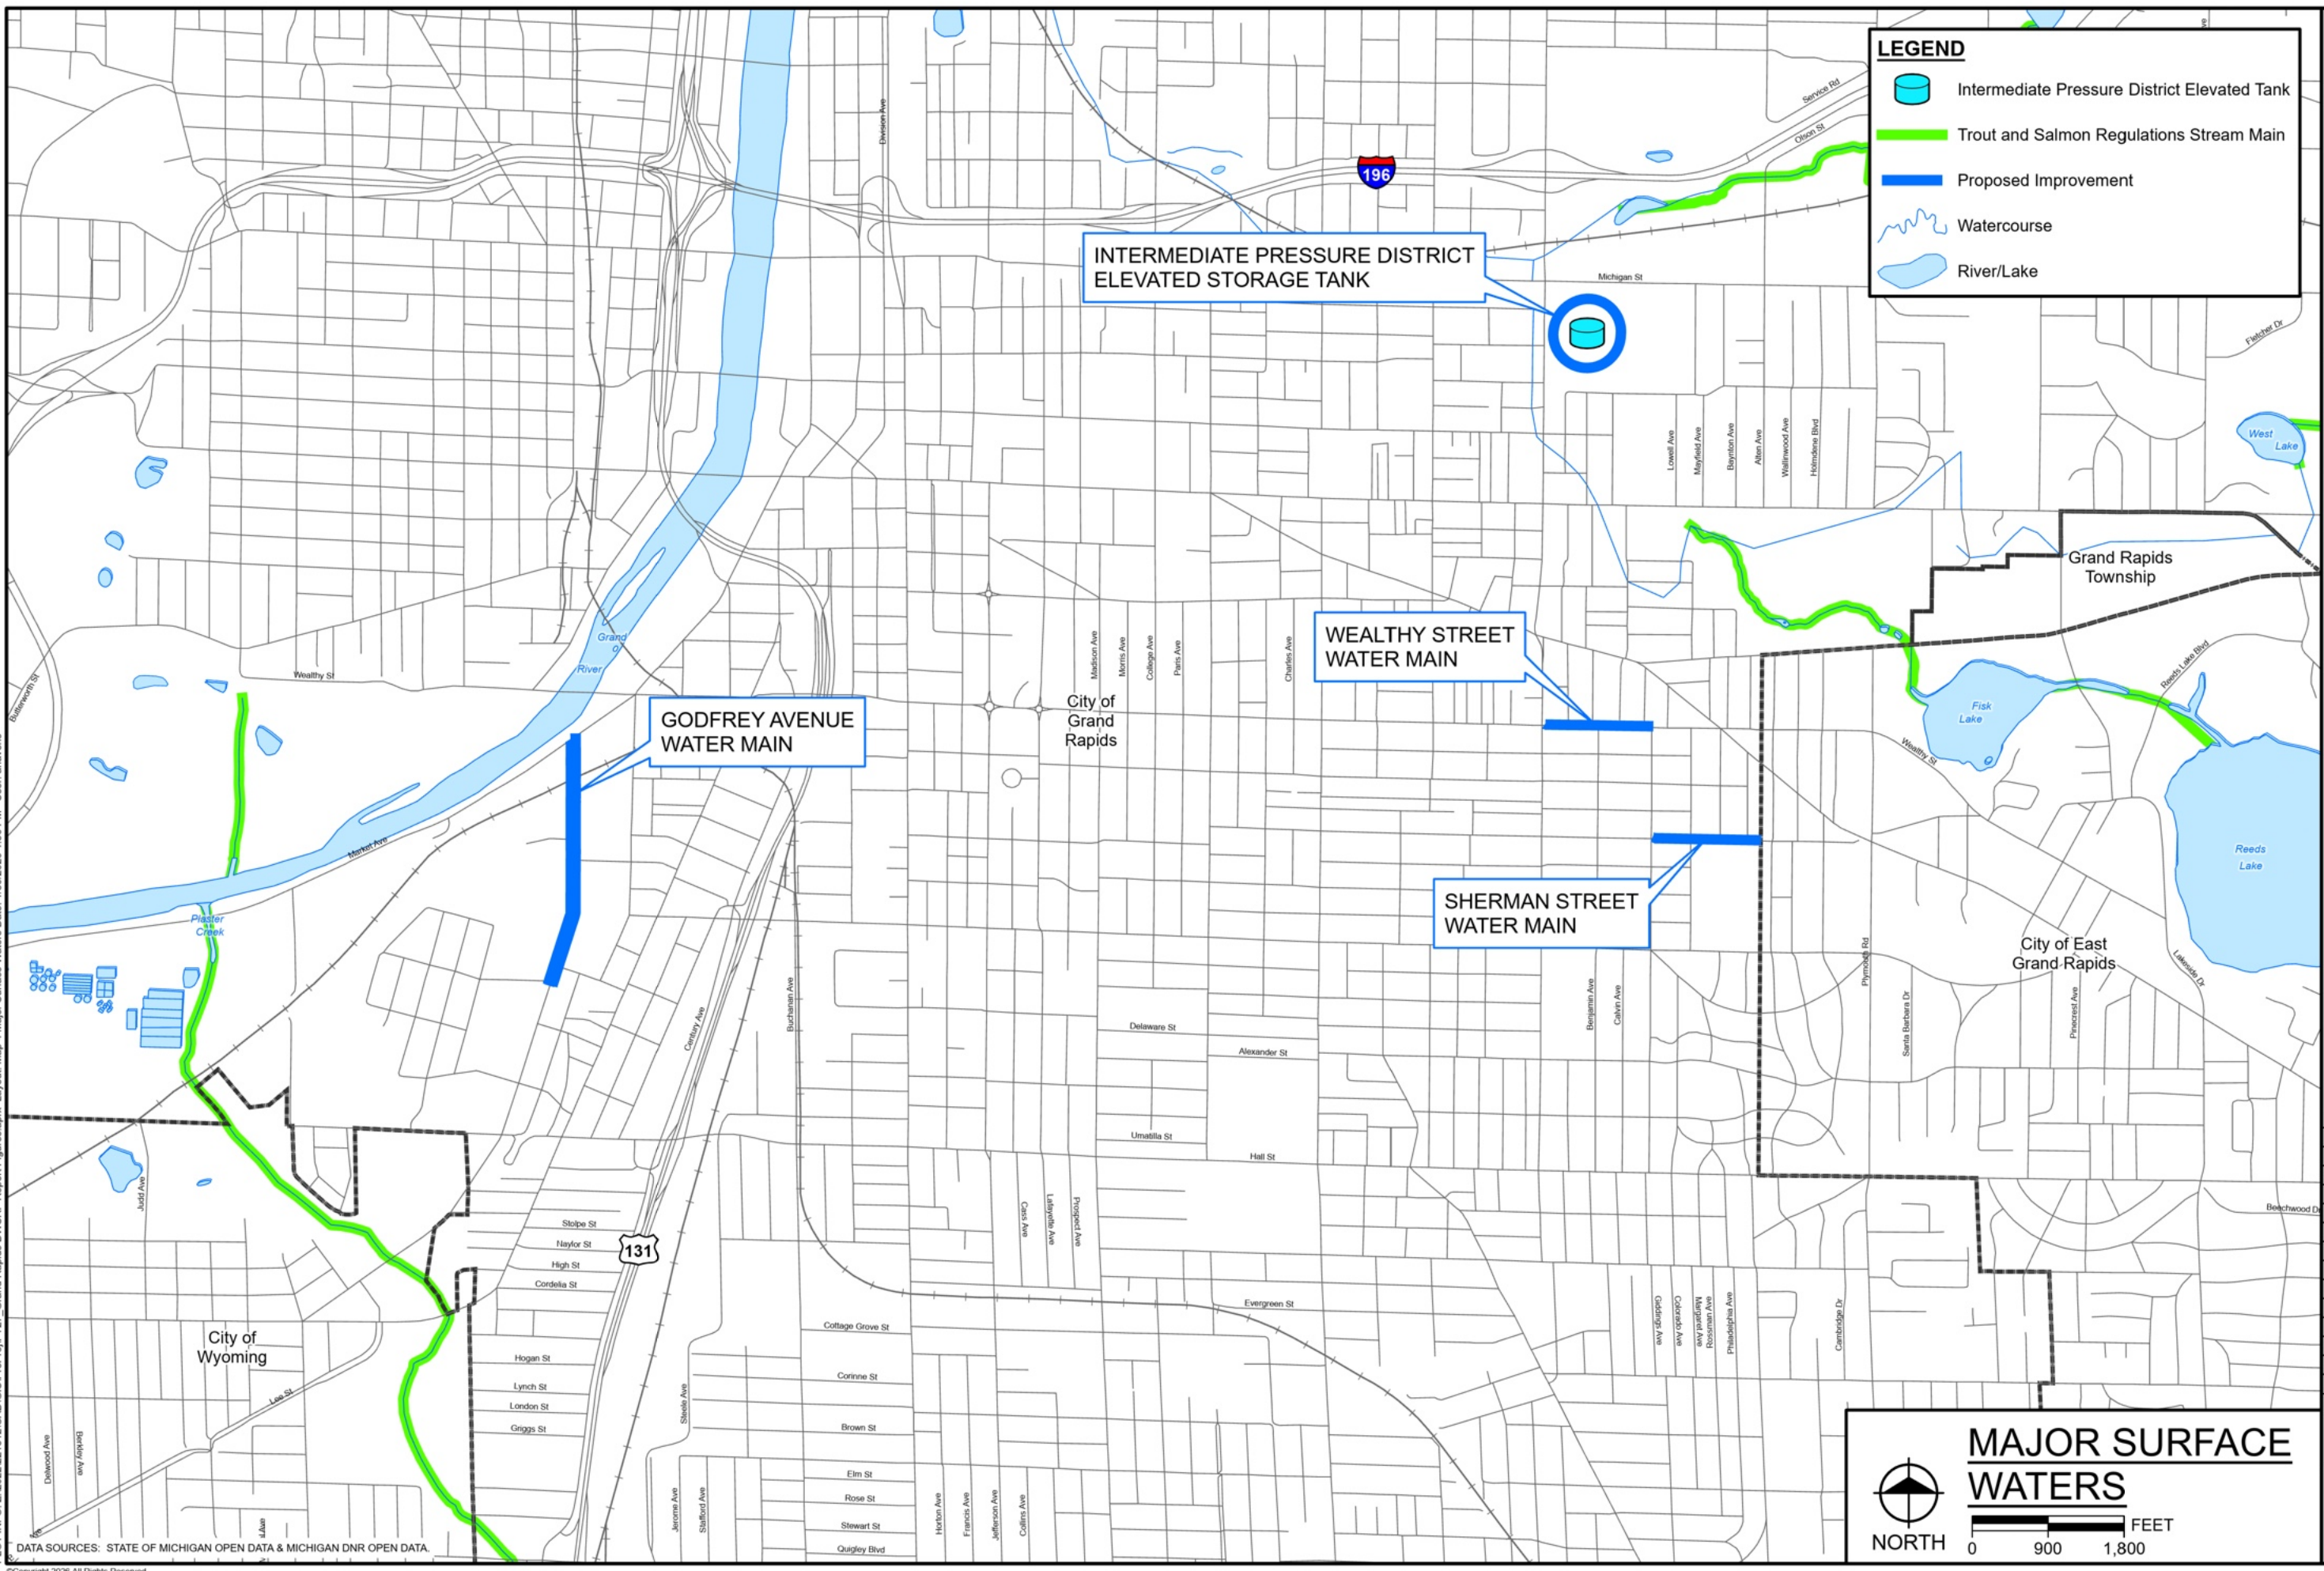 LEGEND
Intermediate Pressure District Elevated Tank
Trout and Salmon Regulations Stream Main
Proposed Improvement
Watercourse
River/Lake
Service Rd
Olson St
Division Ave
196
INTERMEDIATE PRESSURE DISTRICT
ELEVATED STORAGE TANK
Michigan St
Fletcher Dr
West
Lake
Lowell Ave
Mayfield Ave
Baynton Ave
Alten Ave
Wallinwood Ave
Holmdene Blvd
Grand Rapids
Township
Grand
River
Wealthy St
Butterworth St
Madison Ave
Morris Ave
College Ave
Paris Ave
Charles Ave
WEALTHY STREET
WATER MAIN
Reeds Lake Blvd
City of
Grand
Rapids
GODFREY AVENUE
WATER MAIN
Fisk
Lake
Wealthy St
Market Ave
Reeds
Lake
SHERMAN STREET
WATER MAIN
Plaster
Creek
City of East
Grand Rapids
Plymouth Rd
Lakeside Dr
Buchanan Ave
Century Ave
Benjamin Ave
Calvin Ave
Santa Barbara Dr
Pinecrest Ave
Delaware St
Alexander St
Umatilla St
Hall St
Judd Ave
Cass Ave
Lafayette Ave
Prospect Ave
Beechwood D
Stolpe St
Naylor St
131
High St
Cordelia St
Evergreen St
Giddings Ave
Colorado Ave
Margaret Ave
Rossman Ave
Philadelphia Ave
Cambridge Dr
Cottage Grove St
City of
Wyoming
Hogan St
Corinne St
Lynch St
Lee St
London St
Steele Ave
Griggs St
Brown St
Delwood Ave
Berkley Ave
Elm St
Rose St
Jerome Ave
Stafford Ave
Horton Ave
Francis Ave
Jefferson Ave
Collins Ave
Stewart St
Quigley Blvd
DATA SOURCES: STATE OF MICHIGAN OPEN DATA & MICHIGAN DNR OPEN DATA.
MAJOR SURFACE
WATERS
NORTH
FEET
0 900 1,800